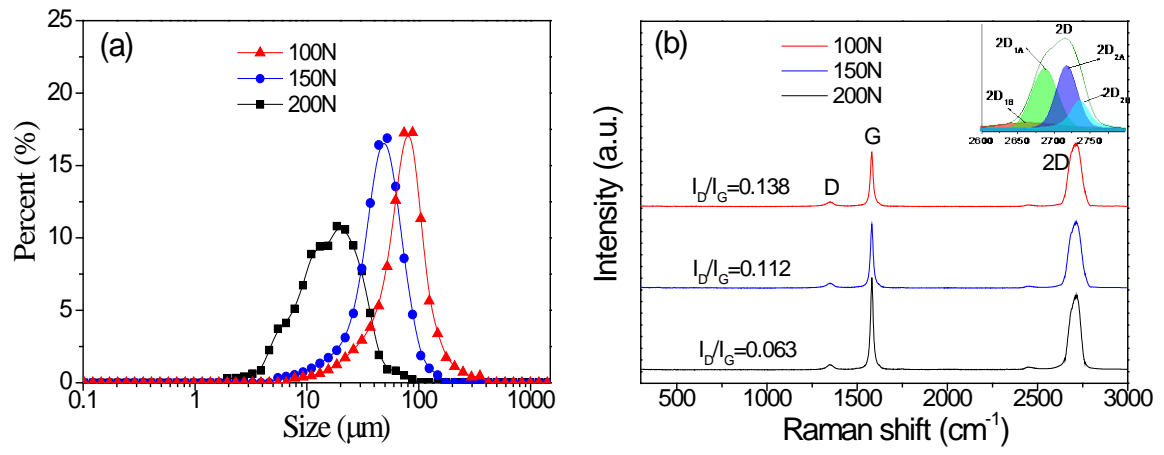 (a)
100N
150N
200N
25
20
15
10
5
0
0.1
1
10
100
1000
Percent (%)
Size (μm)
(b)
100N
150N
200N
2D
2D1A
2D2A
2D1B
2600
2650
2700
2750
G
D
2D
ID/IG=0.138
ID/IG=0.112
ID/IG=0.063
Intensity (a.u.)
500
1000
1500
2000
2500
3000
Raman shift (cm-1)